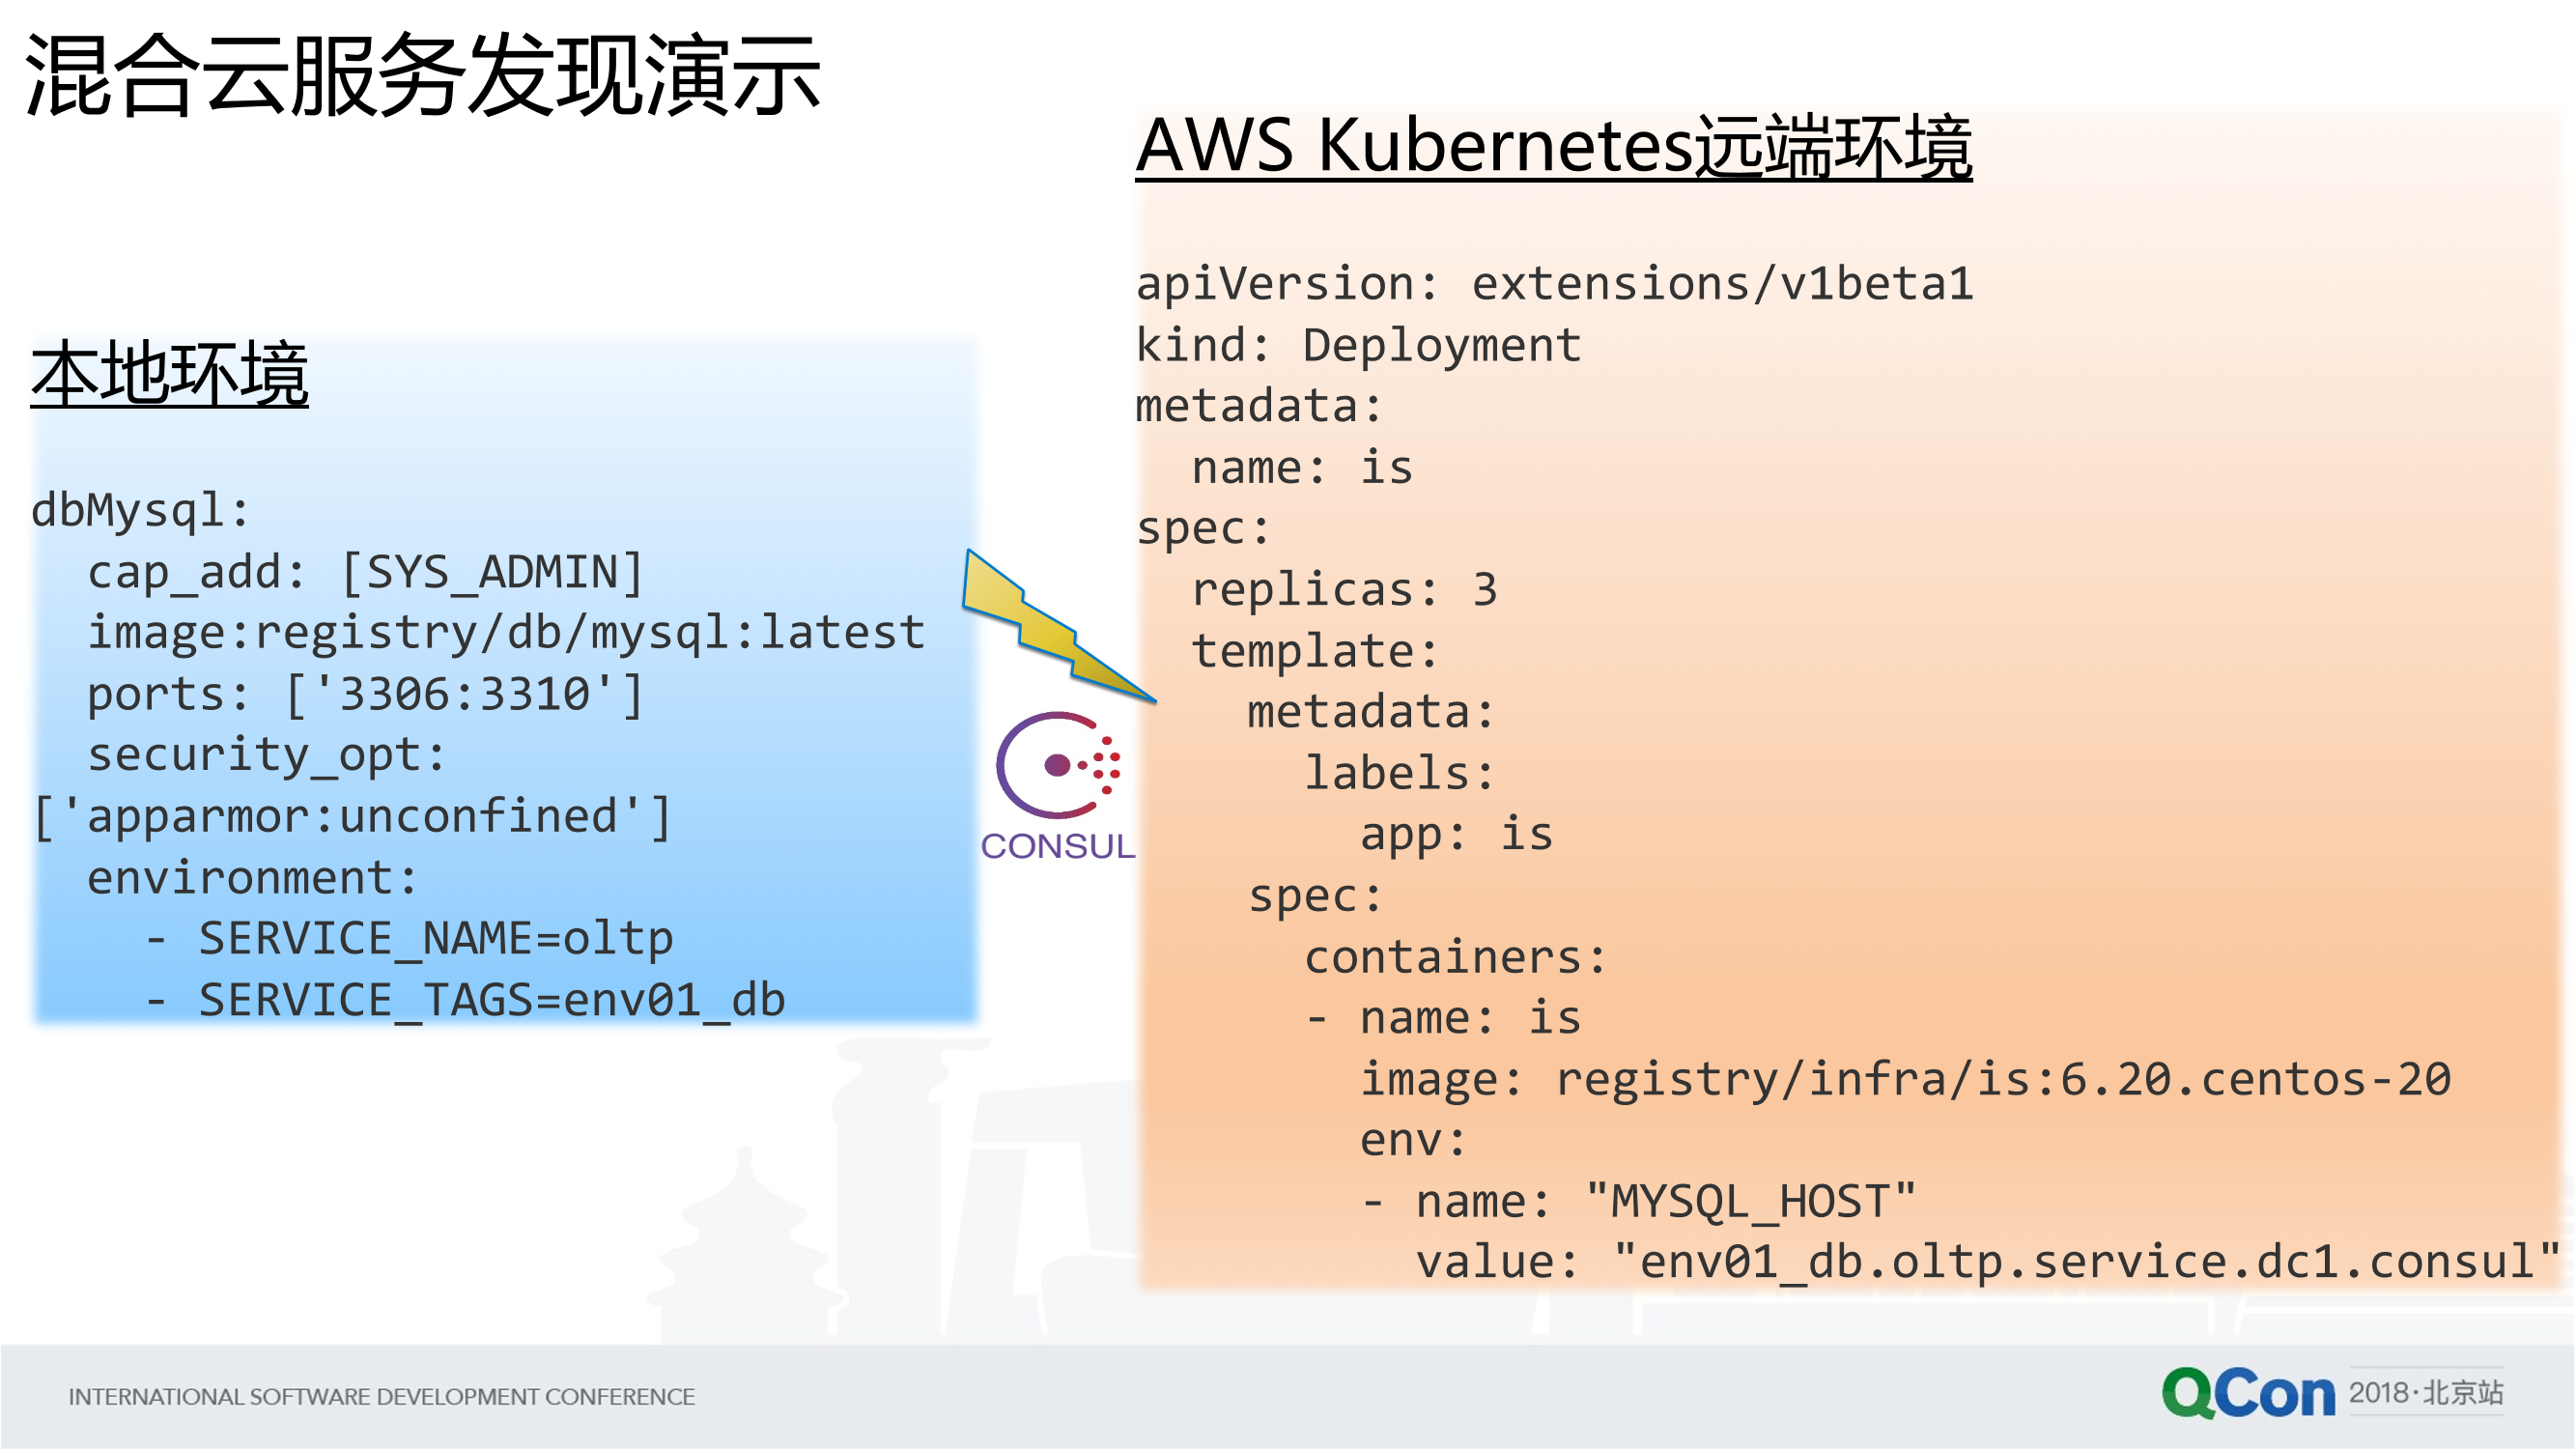 混合云服务发现演示
本地环境
dbMysql:
  cap_add: [SYS_ADMIN]
  image:registry/db/mysql:latest
  ports: ['3306:3310']
  security_opt:
['apparmor:unconfined']
  environment:
    - SERVICE_NAME=oltp
    - SERVICE_TAGS=env01_db
CONSUL
AWS Kubernetes远端环境
apiVersion: extensions/v1beta1
kind: Deployment
metadata:
  name: is
spec:
  replicas: 3
  template:
    metadata:
      labels:
        app: is
    spec:
      containers:
      - name: is
        image: registry/infra/is:6.20.centos-20
        env:
        - name: "MYSQL_HOST"
          value: "env01_db.oltp.service.dc1.consul"
INTERNATIONAL SOFTWARE DEVELOPMENT CONFERENCE
QCon 2018·北京站